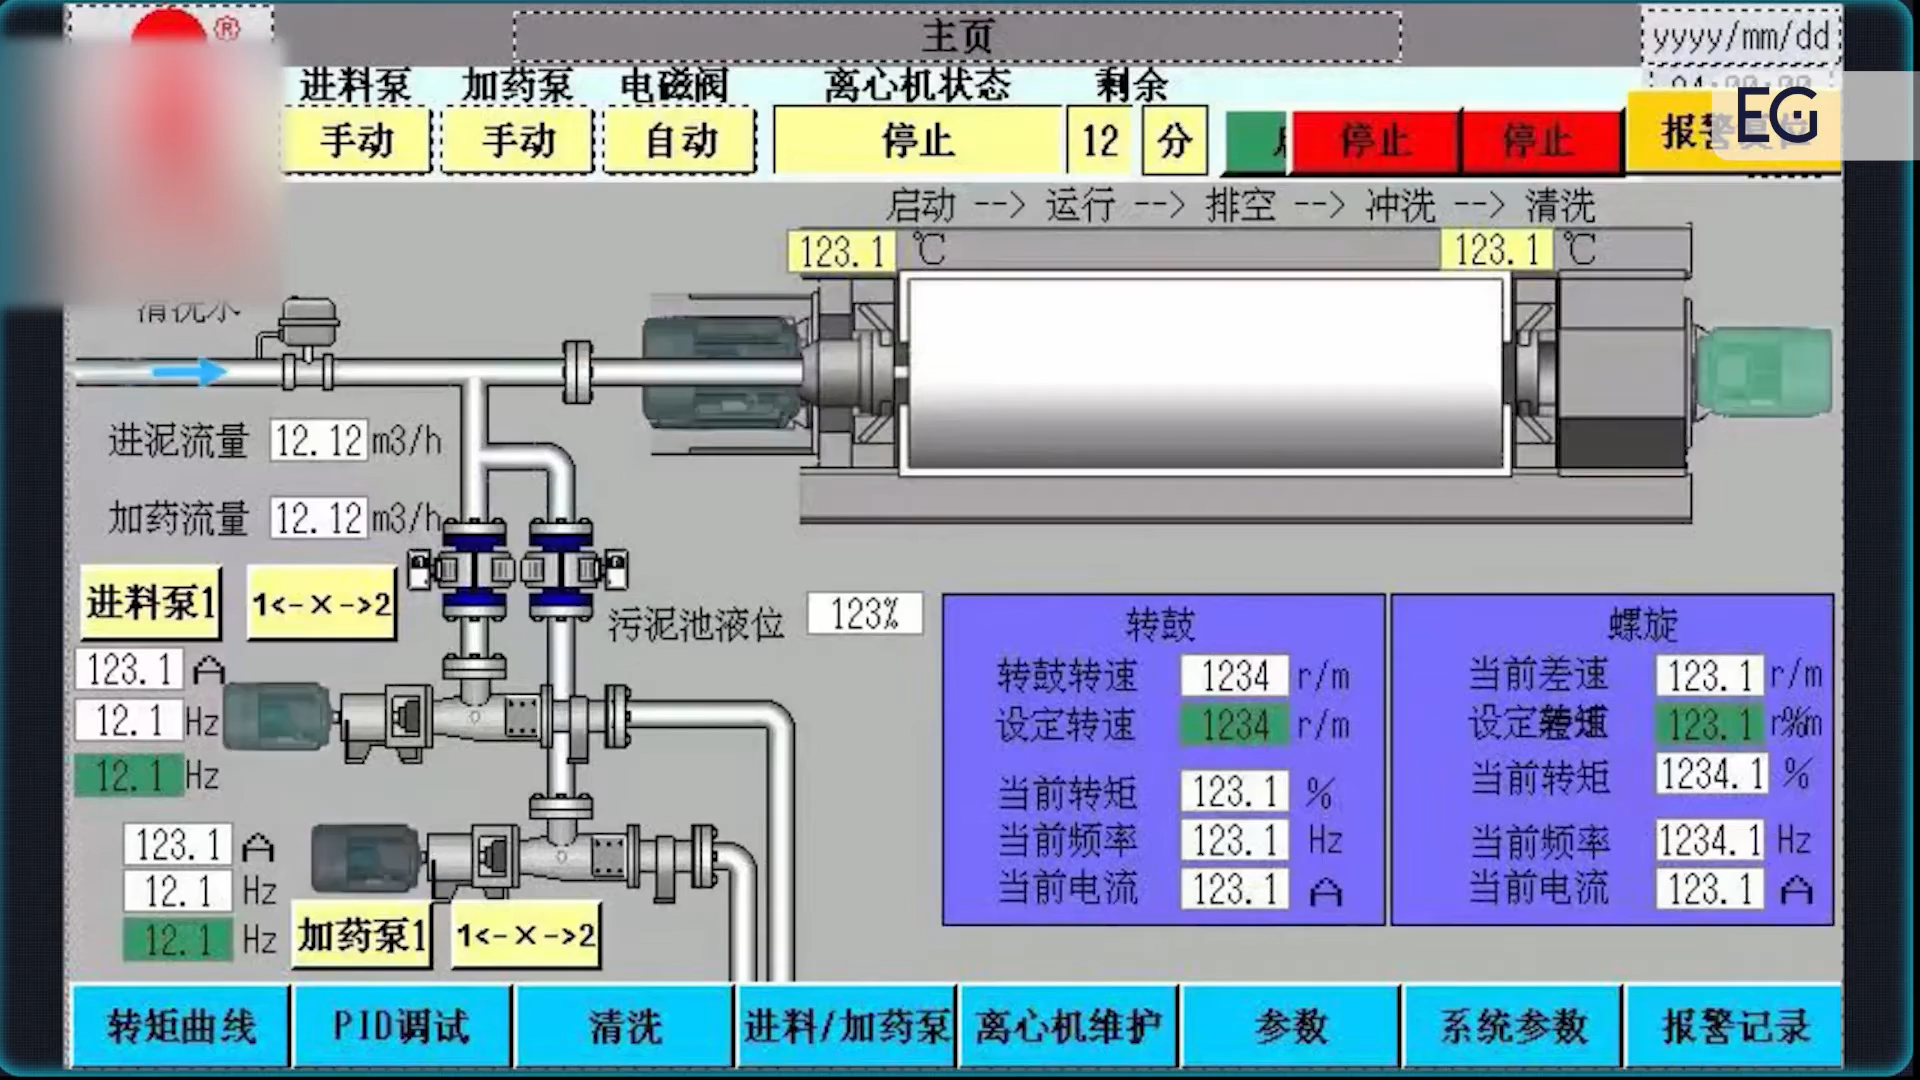 ®
主页
yyyy/mm/dd
进料泵 加药泵 电磁阀 离心机状态 剩余
手动 手动 自动 停止 12 分 停止 停止 报警
EG
启动 --> 运行 --> 排空 --> 冲洗 --> 清洗
123.1 ℃ 123.1 ℃
清洗水
进泥流量 12.12 m3/h
加药流量 12.12 m3/h
进料泵1 1<-×->2
污泥池液位 123%
123.1 A
12.1 Hz
12.1 Hz
123.1 A
12.1 Hz
12.1 Hz
加药泵1 1<-×->2
转鼓
转鼓转速 1234 r/m
设定转速 1234 r/m
当前转矩 123.1 %
当前频率 123.1 Hz
当前电流 123.1 A
螺旋
当前差速 123.1 r/m
设定 123.1
当前转矩 1234.1 %
当前频率 1234.1 Hz
当前电流 123.1 A
转矩曲线 PID调试 清洗 进料/加药泵 离心机维护 参数 系统参数 报警记录